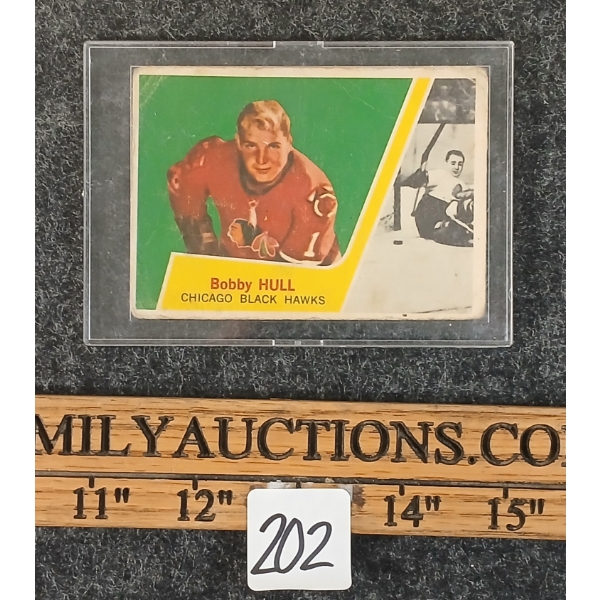 Bobby HULL
CHICAGO BLACK HAWKS
MILYAUCTIONS.CO
11" 12" 14" 15"
202